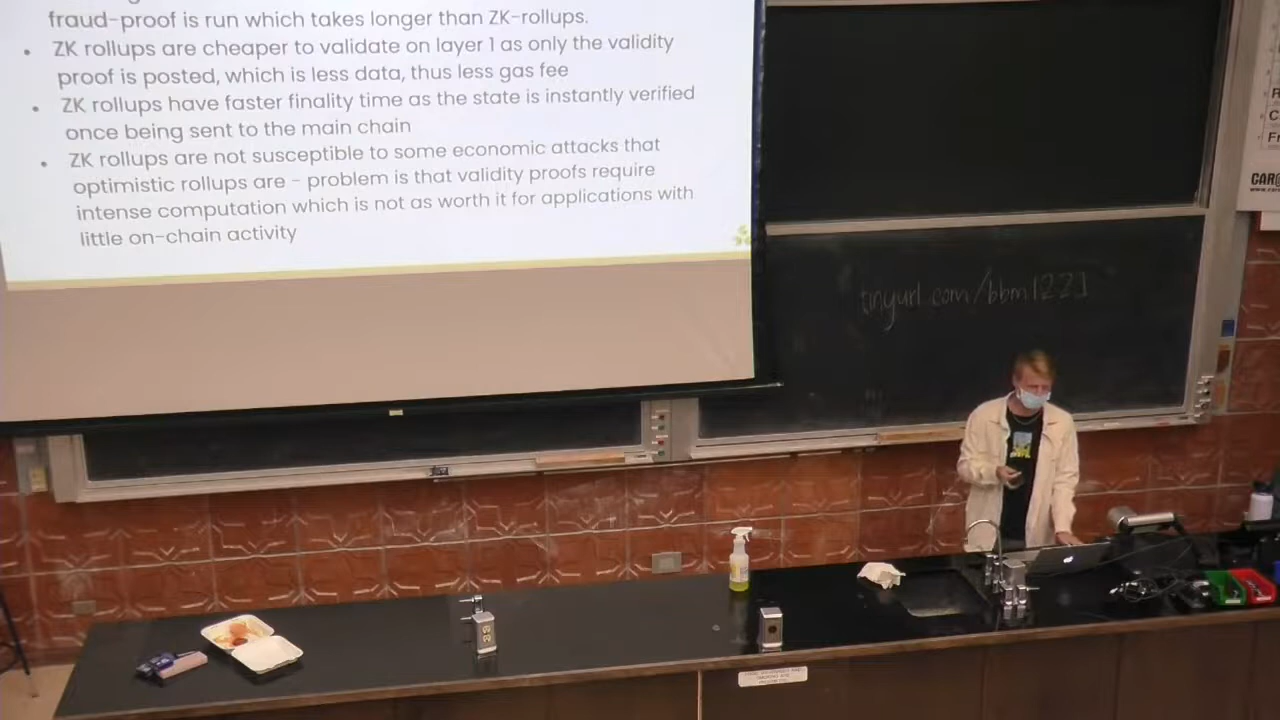 fraud-proof is run which takes longer than ZK-rollups.
• ZK rollups are cheaper to validate on layer 1 as only the validity
proof is posted, which is less data, thus less gas fee
• ZK rollups have faster finality time as the state is instantly verified
once being sent to the main chain
• ZK rollups are not susceptible to some economic attacks that
optimistic rollups are - problem is that validity proofs require
intense computation which is not as worth it for applications with
little on-chain activity
tinyurl.com/bbm1221